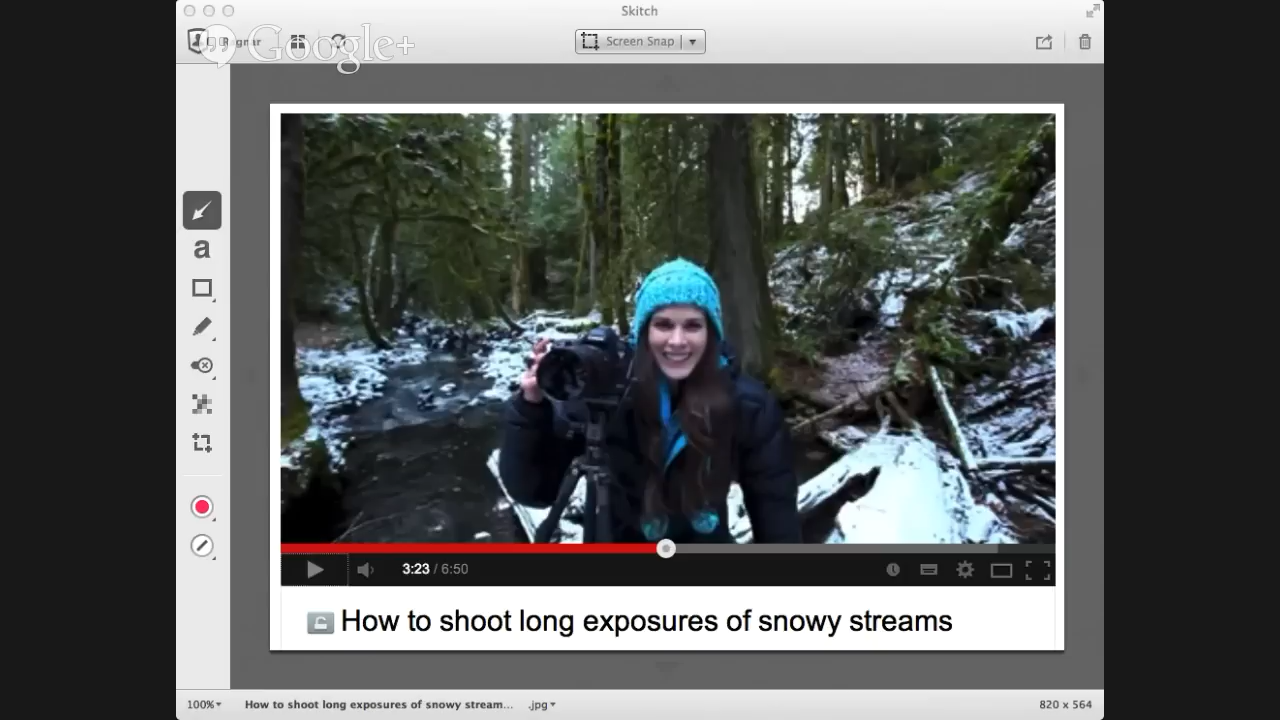 Skitch
Ragnar
Google+
Screen Snap
a
3:23 / 6:50
How to shoot long exposures of snowy streams
100%
How to shoot long exposures of snowy stream...
.jpg
820 x 564